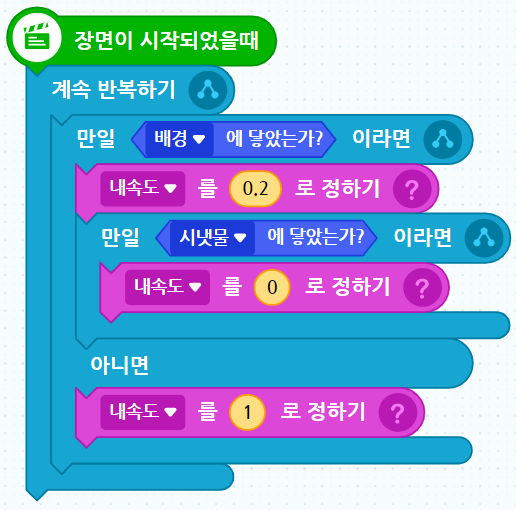 장면이 시작되었을때
계속 반복하기
만일 배경 에 닿았는가? 이라면
내속도 를 0.2 로 정하기 ?
만일 시냇물 에 닿았는가? 이라면
내속도 를 0 로 정하기 ?
아니면
내속도 를 1 로 정하기 ?